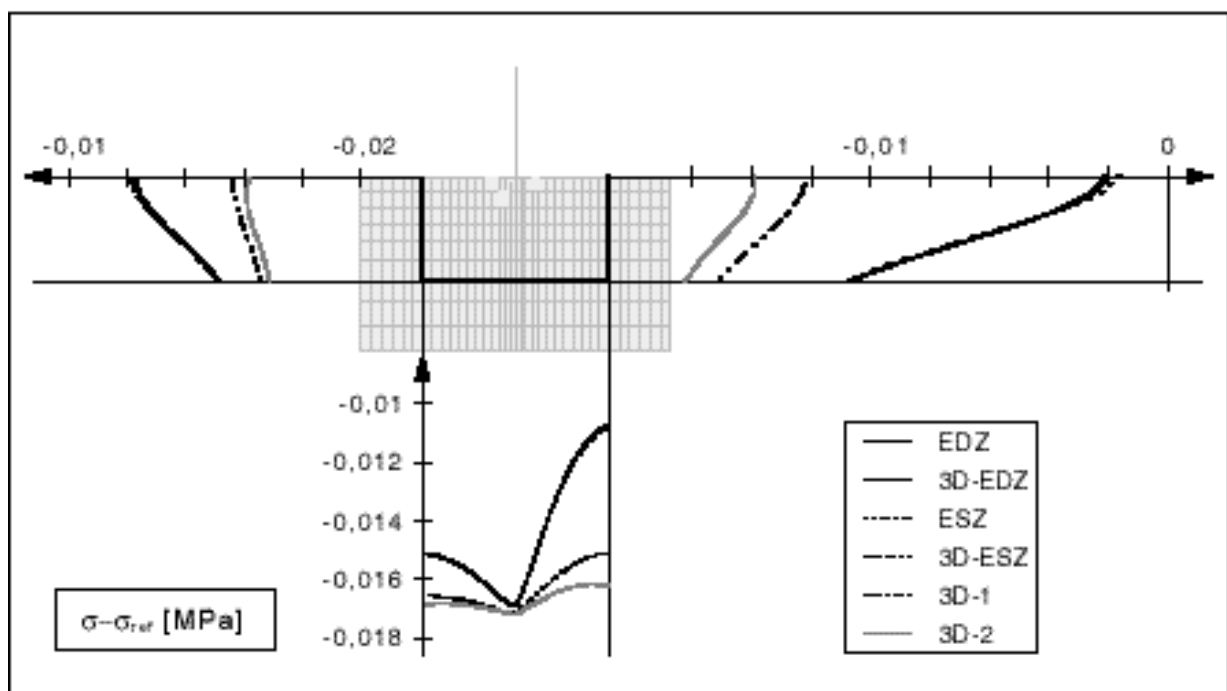 -0,01 -0,02 -0,01 0
-0,01
-0,012
-0,014
-0,016
-0,018
σ-σref [MPa]
EDZ
3D-EDZ
ESZ
3D-ESZ
3D-1
3D-2